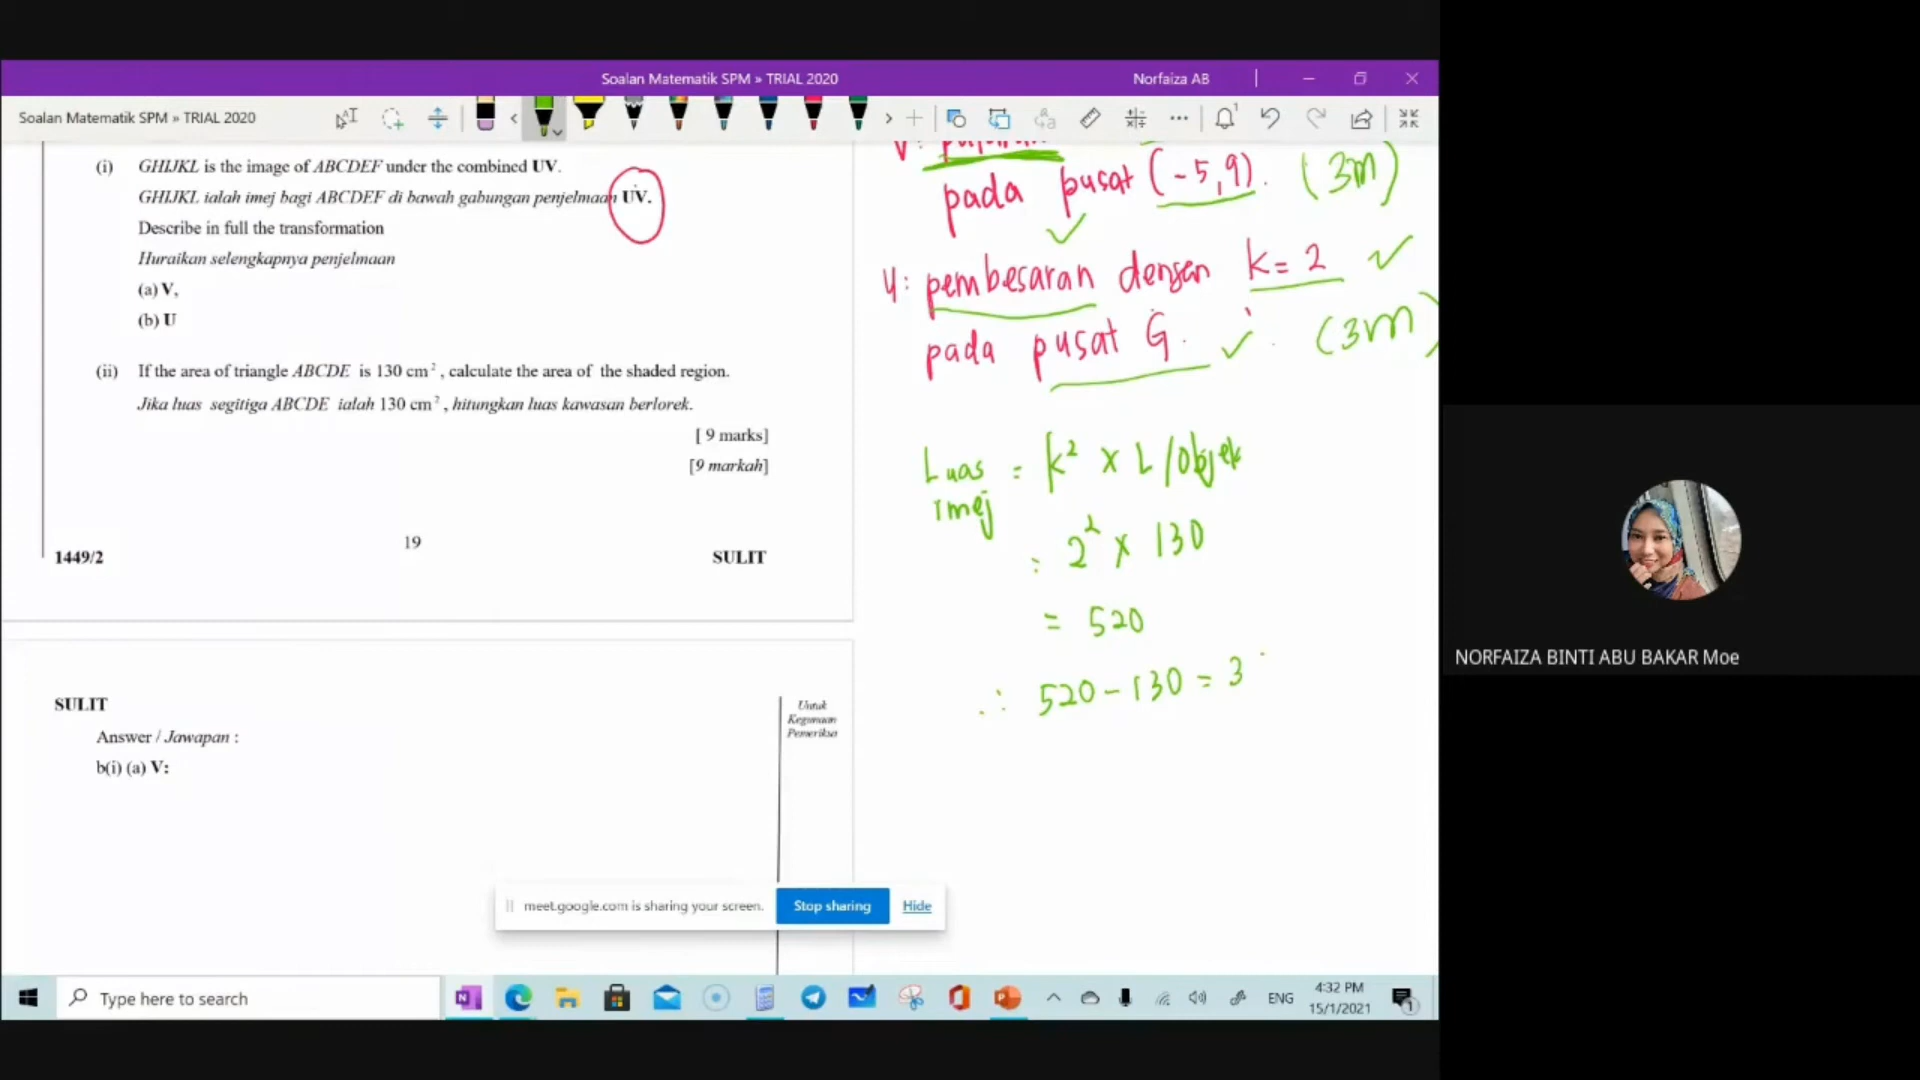 Soalan Matematik SPM » TRIAL 2020
Norfaiza AB
Soalan Matematik SPM » TRIAL 2020
(i) GHIJKL is the image of ABCDEF under the combined UV.
GHIJKL ialah imej bagi ABCDEF di bawah gabungan penjelmaan UV.
Describe in full the transformation
Huraikan selengkapnya penjelmaan
(a) V,
(b) U
(ii) If the area of triangle ABCDE is 130 cm², calculate the area of the shaded region.
Jika luas segitiga ABCDE ialah 130 cm², hitungkan luas kawasan berlorek.
[ 9 marks]
[9 markah]
19
1449/2
SULIT
SULIT
Answer / Jawapan :
b(i) (a) V:
Untuk
Kegunaan
Pemeriksa
pada pusat (-5,9). (3m)
U: pembesaran dengan k = 2
pada pusat G. (3m)
Luas imej = k² × L/Objek
= 2² × 130
= 520
∴ 520 - 130 = 3
meet.google.com is sharing your screen.
Stop sharing
Hide
NORFAIZA BINTI ABU BAKAR Moe
Type here to search
ENG
4:32 PM
15/1/2021